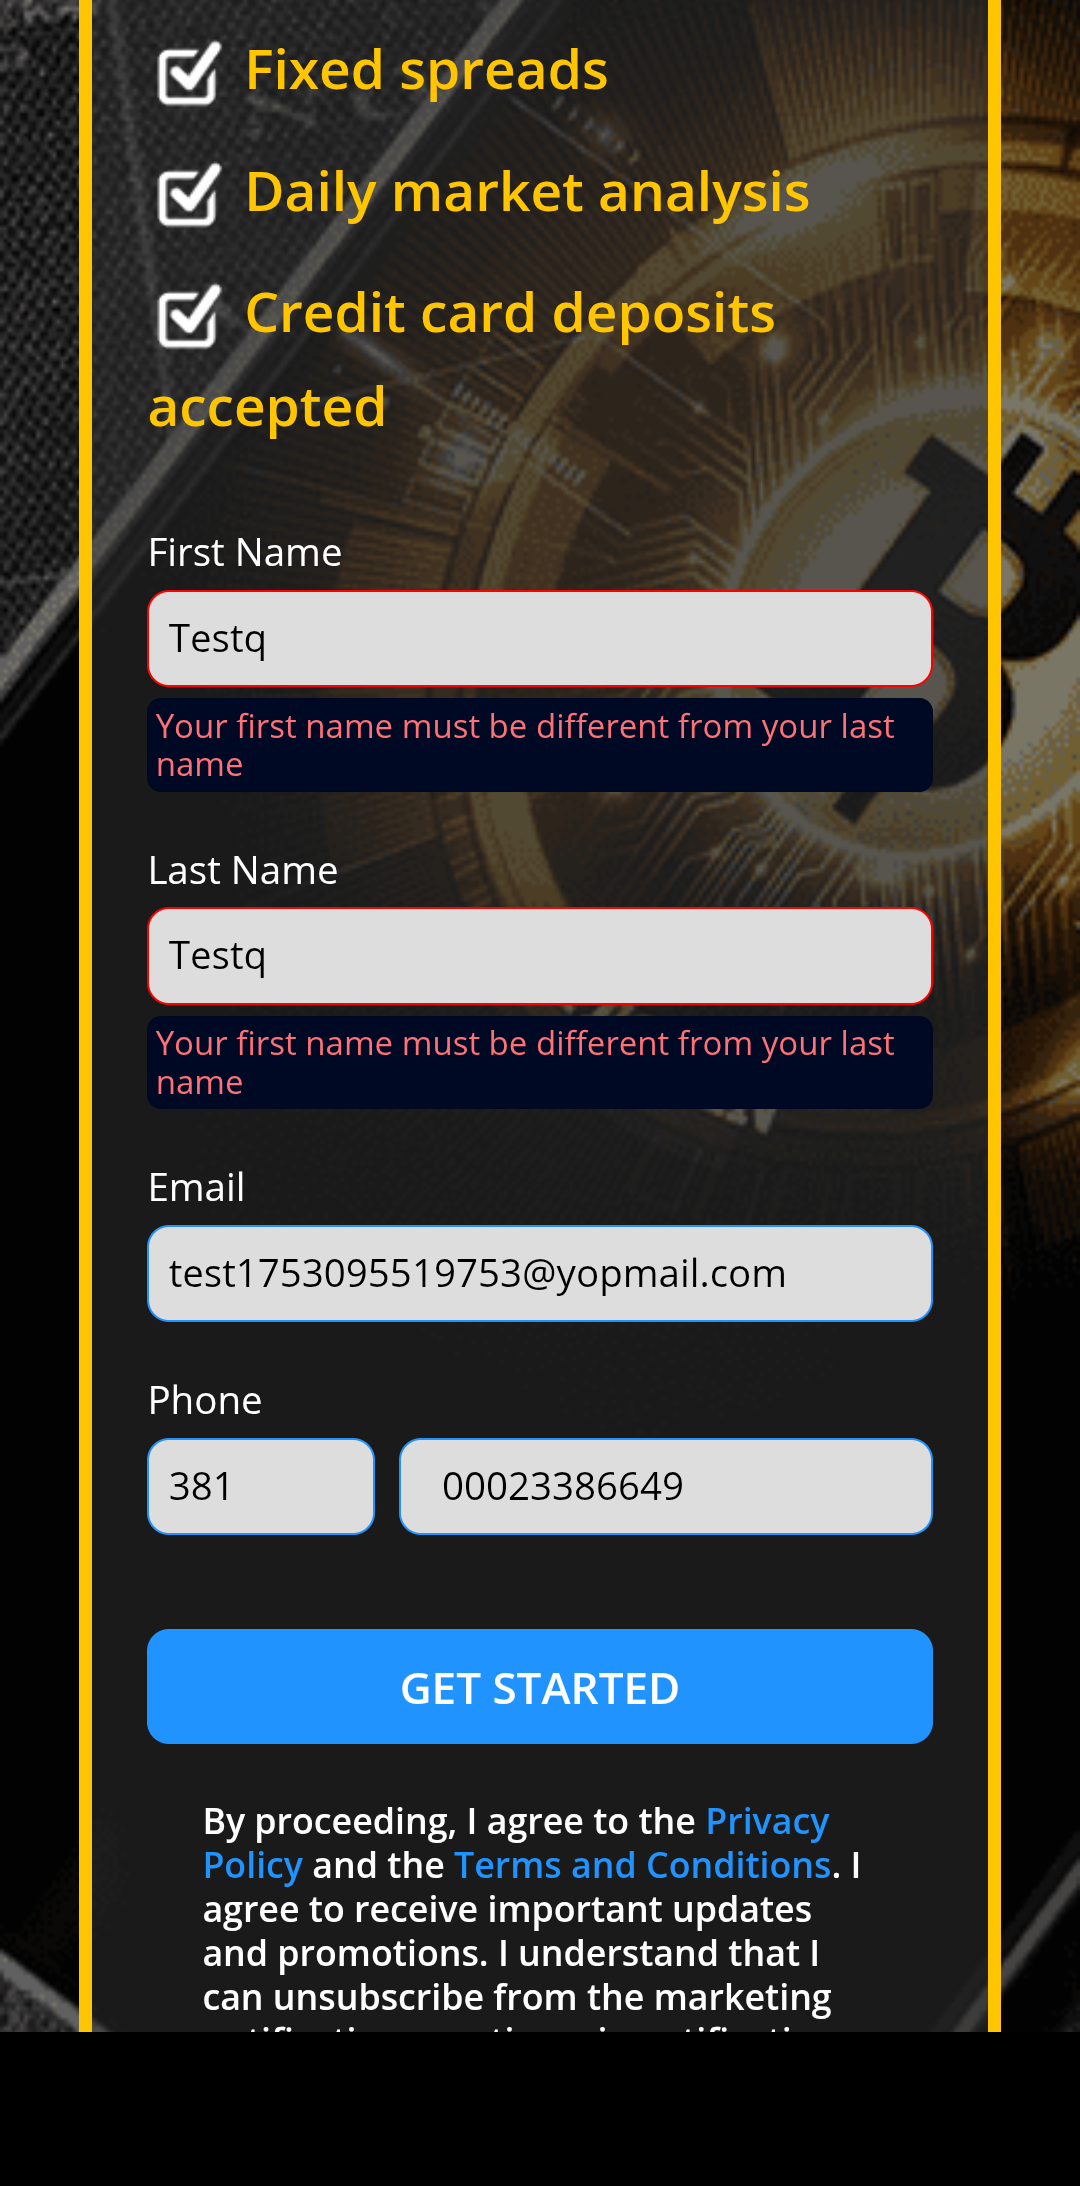 Fixed spreads
Daily market analysis
Credit card deposits
accepted
First Name
Testq
Your first name must be different from your last
name
Last Name
Testq
Your first name must be different from your last
name
Email
test1753095519753@yopmail.com
Phone
381 00023386649
GET STARTED
By proceeding, I agree to the Privacy
Policy and the Terms and Conditions. I
agree to receive important updates
and promotions. I understand that I
can unsubscribe from the marketing